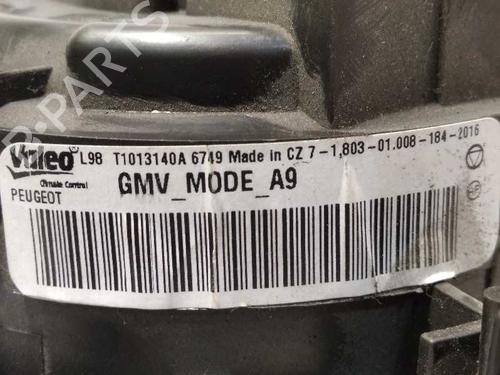 Valeo L98 T1013140A 6749 Made in CZ 7-1,803-01.008-184-2016
Climate Control
PEUGEOT
GMV_MODE_A9
B-PARTS